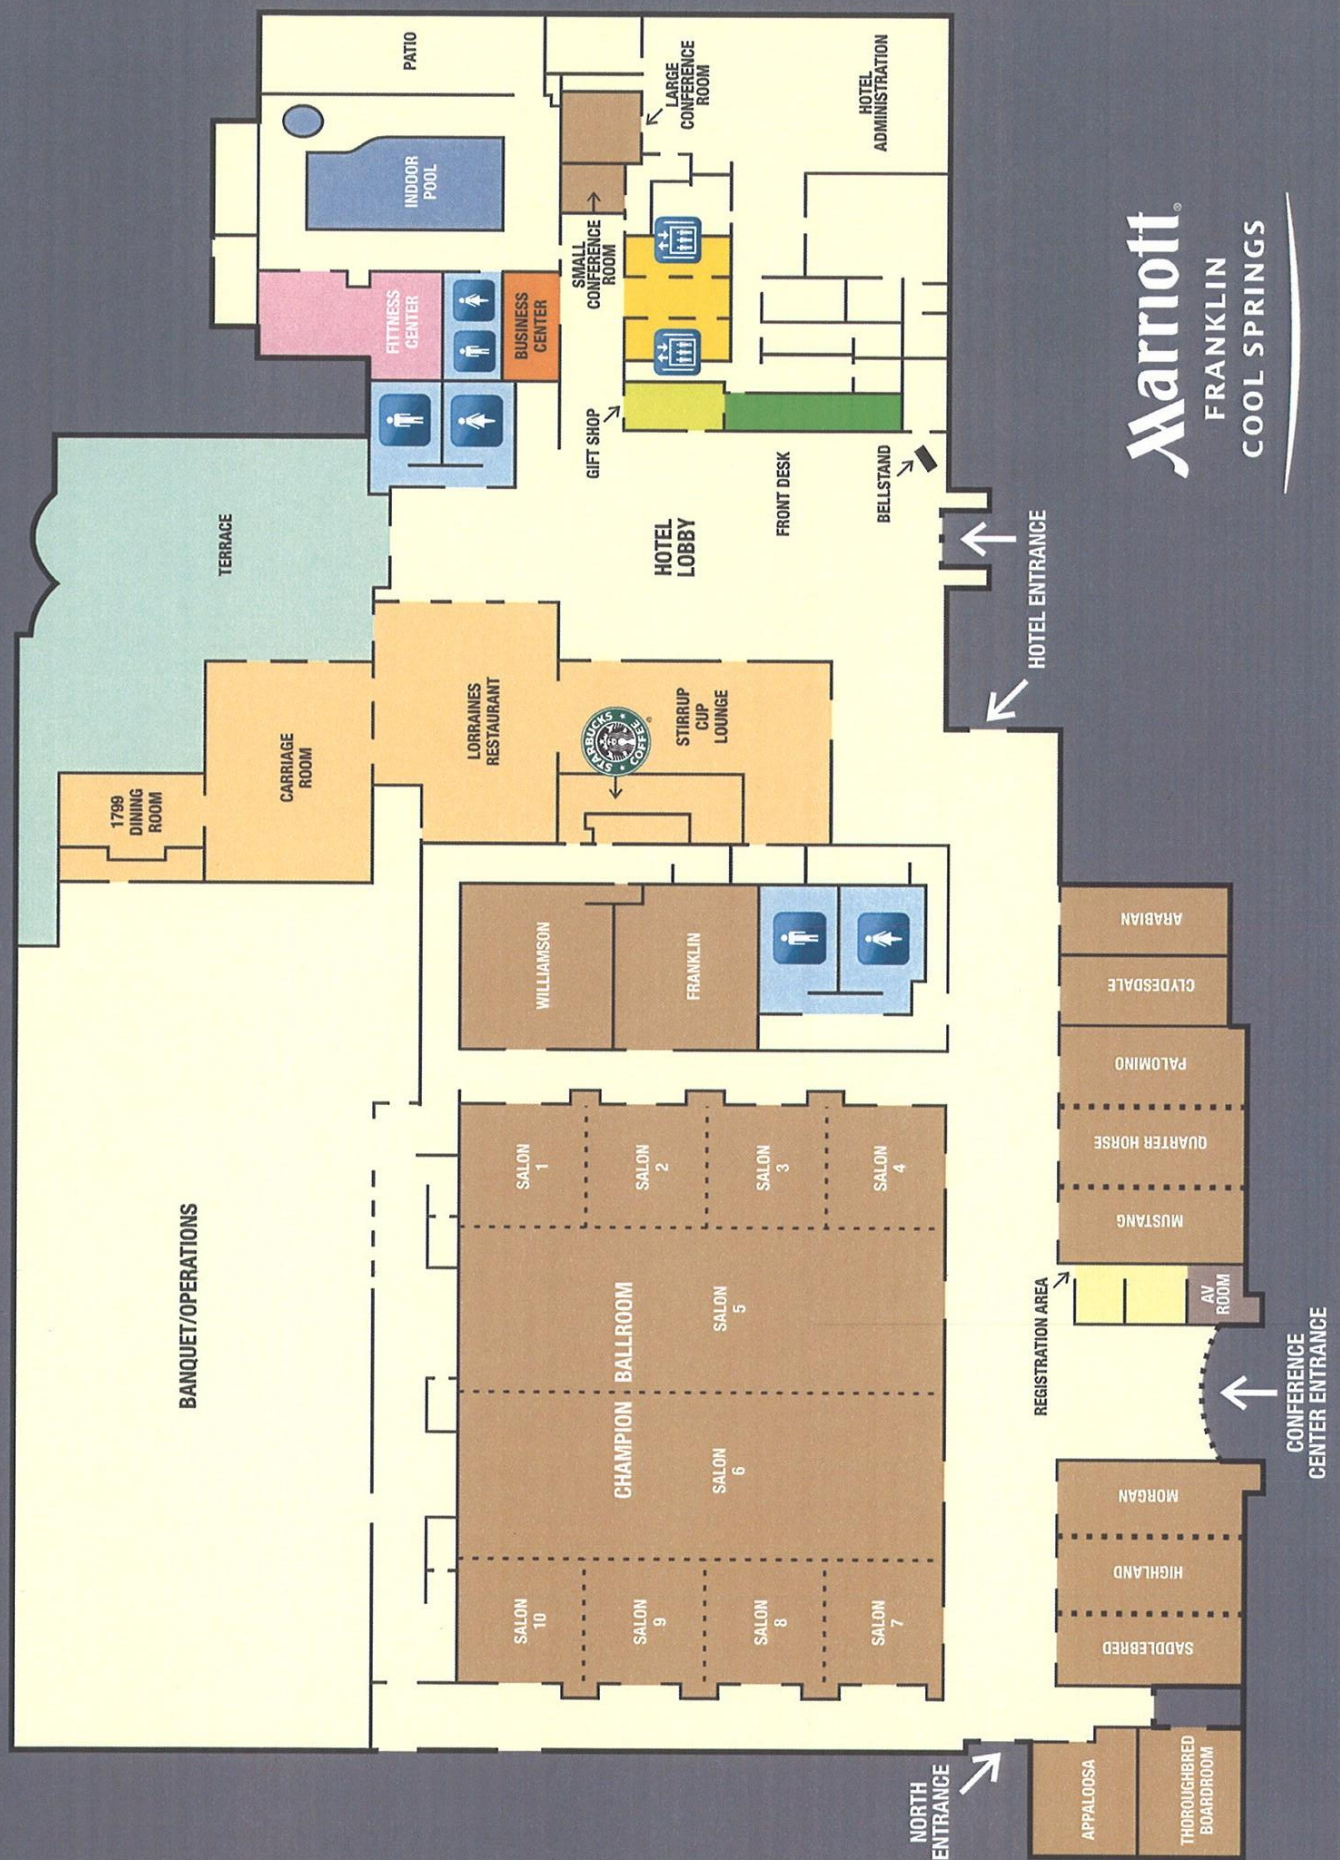 BANQUET/OPERATIONS
1799
DINING
ROOM
CARRIAGE
ROOM
TERRACE
PATIO
INDOOR
POOL
FITTNESS
CENTER
BUSINESS
CENTER
LORRAINES
RESTAURANT
STARBUCKS
COFFEE
®
STIRRUP
CUP
LOUNGE
SMALL
CONFERENCE
ROOM
LARGE
CONFERENCE
ROOM
GIFT SHOP
HOTEL
LOBBY
FRONT DESK
BELLSTAND
HOTEL
ADMINISTRATION
WILLIAMSON
FRANKLIN
CHAMPION BALLROOM
SALON
10
SALON
9
SALON
8
SALON
7
SALON
6
SALON
5
SALON
1
SALON
2
SALON
3
SALON
4
NORTH
ENTRANCE
APPALOOSA
THOROUGHBRED
BOARDROOM
SADDLEBRED
HIGHLAND
MORGAN
REGISTRATION AREA
AV
ROOM
MUSTANG
QUARTER HORSE
PALOMINO
CLYDESDALE
ARABIAN
HOTEL ENTRANCE
CONFERENCE
CENTER ENTRANCE
Marriott®
FRANKLIN
COOL SPRINGS